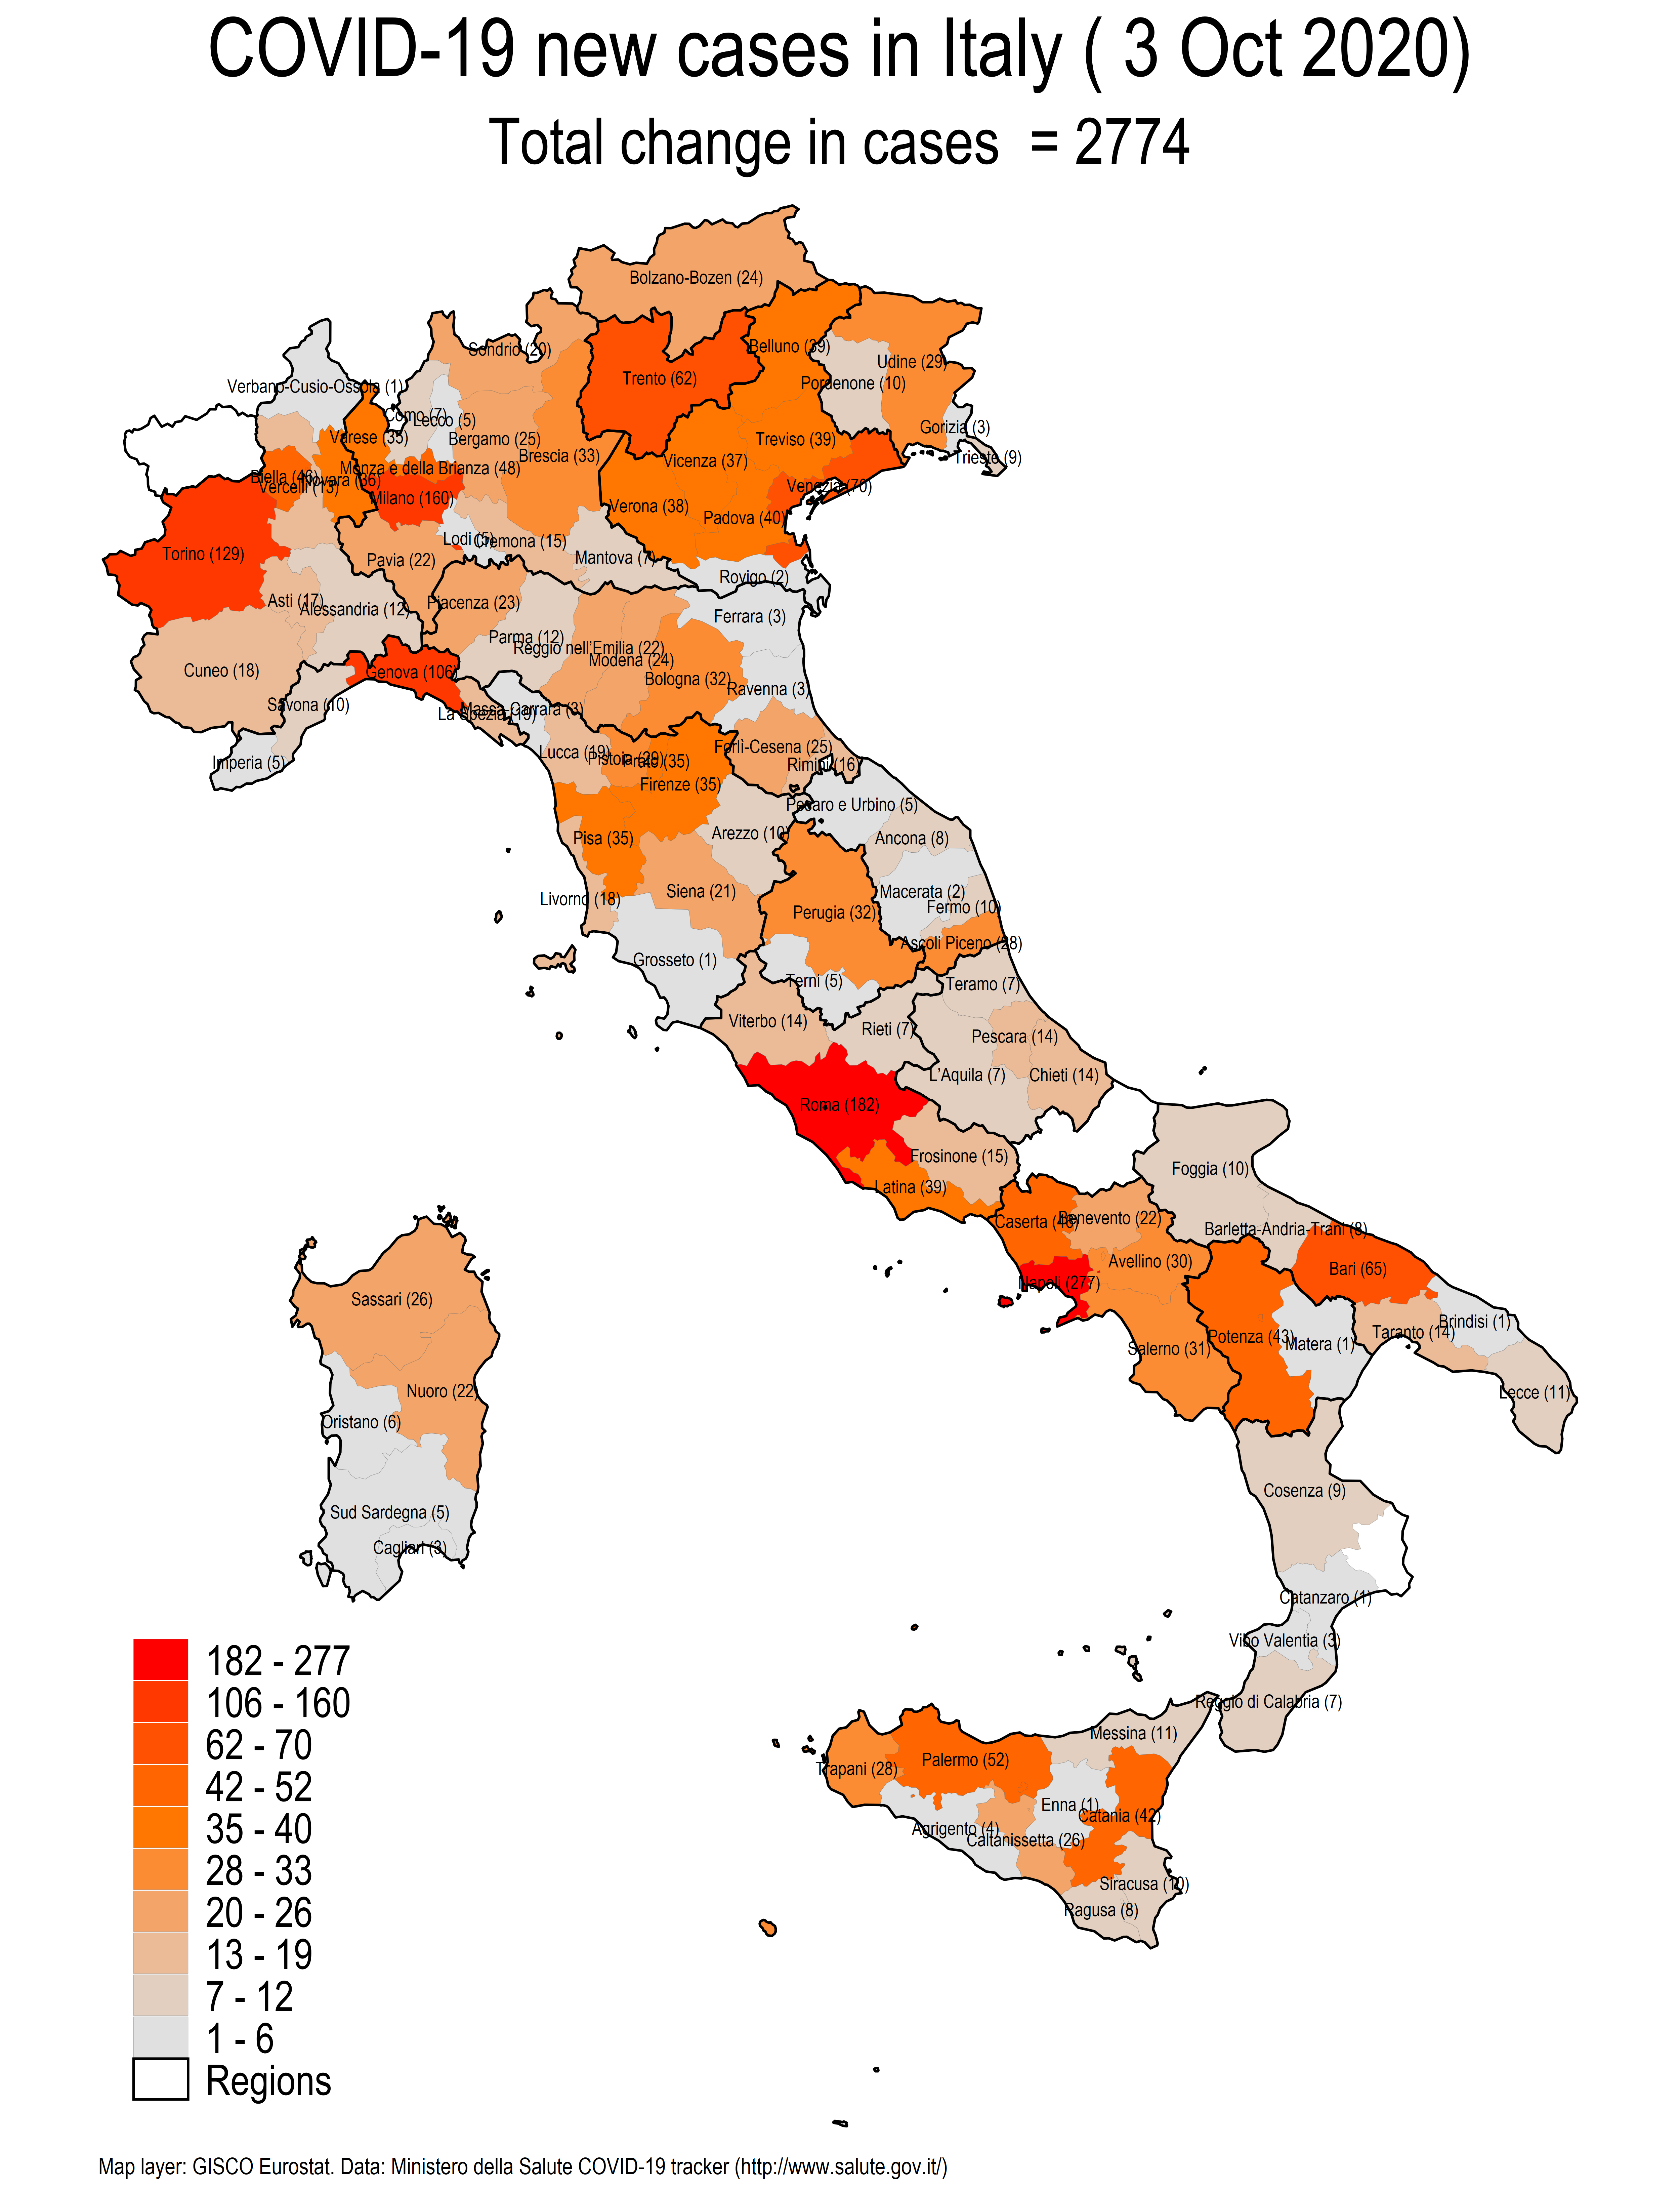 COVID-19 new cases in Italy ( 3 Oct 2020)
Total change in cases = 2774
Bolzano-Bozen (24)
Sondrio (20)
Belluno (39)
Udine (29)
Trento (62)
Pordenone (10)
Verbano-Cusio-Ossola (1)
Como (7)
Lecco (5)
Gorizia (3)
Varese (35)
Bergamo (25)
Treviso (39)
Brescia (33)
Vicenza (37)
Trieste (9)
Monza e della Brianza (48)
Biella (46)
Novara (36)
Vercelli (13)
Venezia (70)
Milano (160)
Verona (38)
Padova (40)
Lodi (5)
Cremona (15)
Torino (129)
Mantova (7)
Pavia (22)
Rovigo (2)
Asti (17)
Alessandria (12)
Piacenza (23)
Ferrara (3)
Parma (12)
Reggio nell'Emilia (22)
Modena (24)
Cuneo (18)
Genova (106)
Bologna (32)
Ravenna (3)
Savona (10)
Massa-Carrara (3)
La Spezia (19)
Forlì-Cesena (25)
Lucca (19)
Pistoia (29)
Prato (35)
Imperia (5)
Rimini (16)
Firenze (35)
Pesaro e Urbino (5)
Arezzo (10)
Pisa (35)
Ancona (8)
Siena (21)
Macerata (2)
Livorno (18)
Fermo (10)
Perugia (32)
Ascoli Piceno (28)
Grosseto (1)
Terni (5)
Teramo (7)
Viterbo (14)
Rieti (7)
Pescara (14)
L'Aquila (7)
Chieti (14)
Roma (182)
Frosinone (15)
Foggia (10)
Latina (39)
Caserta
Benevento (22)
Barletta-Andria-Trani (8)
Avellino (30)
Bari (65)
Napoli (277)
Sassari (26)
Brindisi (1)
Taranto (14)
Potenza (43)
Matera (1)
Salerno (31)
Nuoro (22)
Lecce (11)
Oristano (6)
Cosenza (9)
Sud Sardegna (5)
Cagliari (3)
Catanzaro (1)
Vibo Valentia (3)
Reggio di Calabria (7)
Messina (11)
Palermo (52)
Trapani (28)
Enna (1)
Catania (42)
Agrigento (4)
Caltanissetta (26)
Siracusa (10)
Ragusa (8)
182 - 277
106 - 160
62 - 70
42 - 52
35 - 40
28 - 33
20 - 26
13 - 19
7 - 12
1 - 6
Regions
Map layer: GISCO Eurostat. Data: Ministero della Salute COVID-19 tracker (http://www.salute.gov.it/)